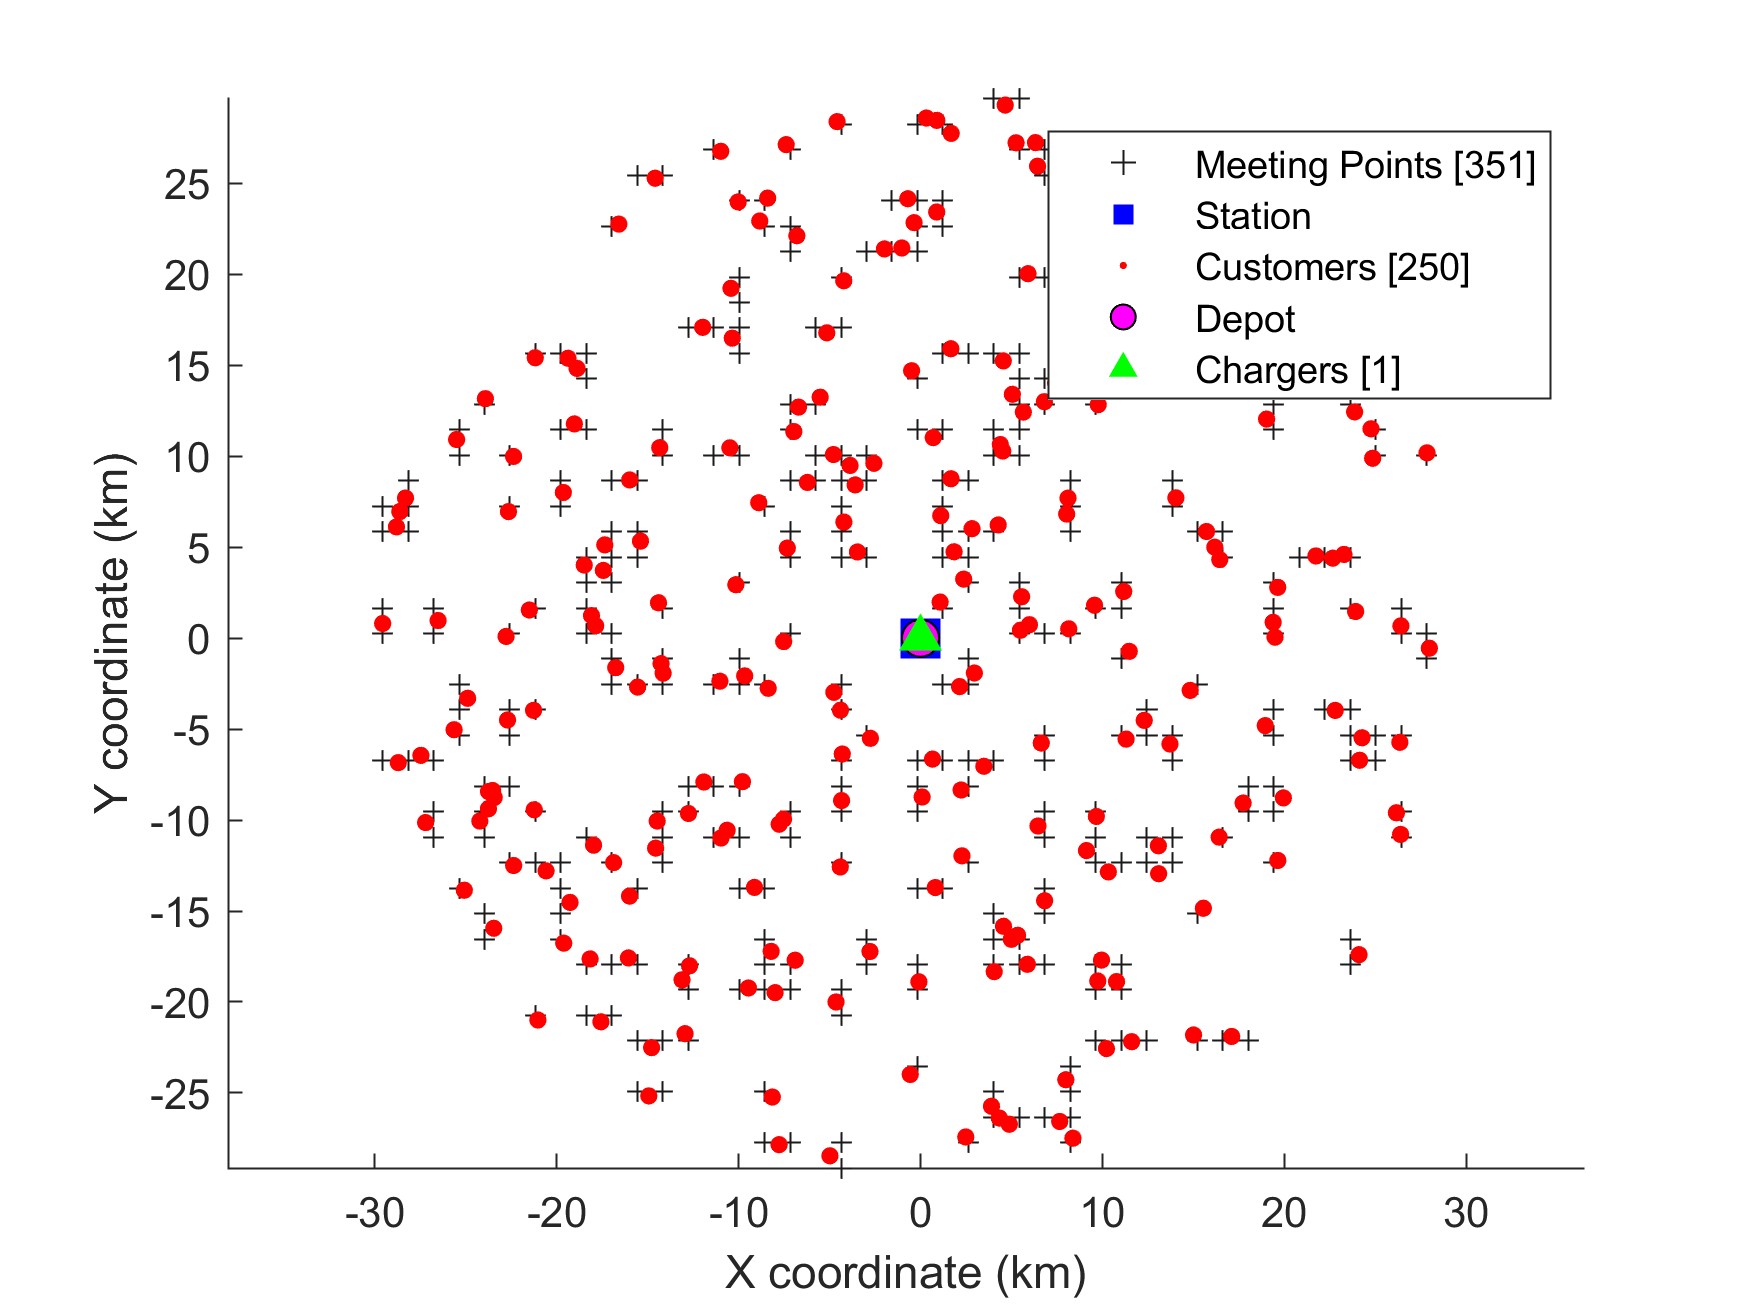 Meeting Points [351]
Station
Customers [250]
Depot
Chargers [1]
25
20
15
10
5
0
-5
-10
-15
-20
-25
Y coordinate (km)
-30 -20 -10 0 10 20 30
X coordinate (km)